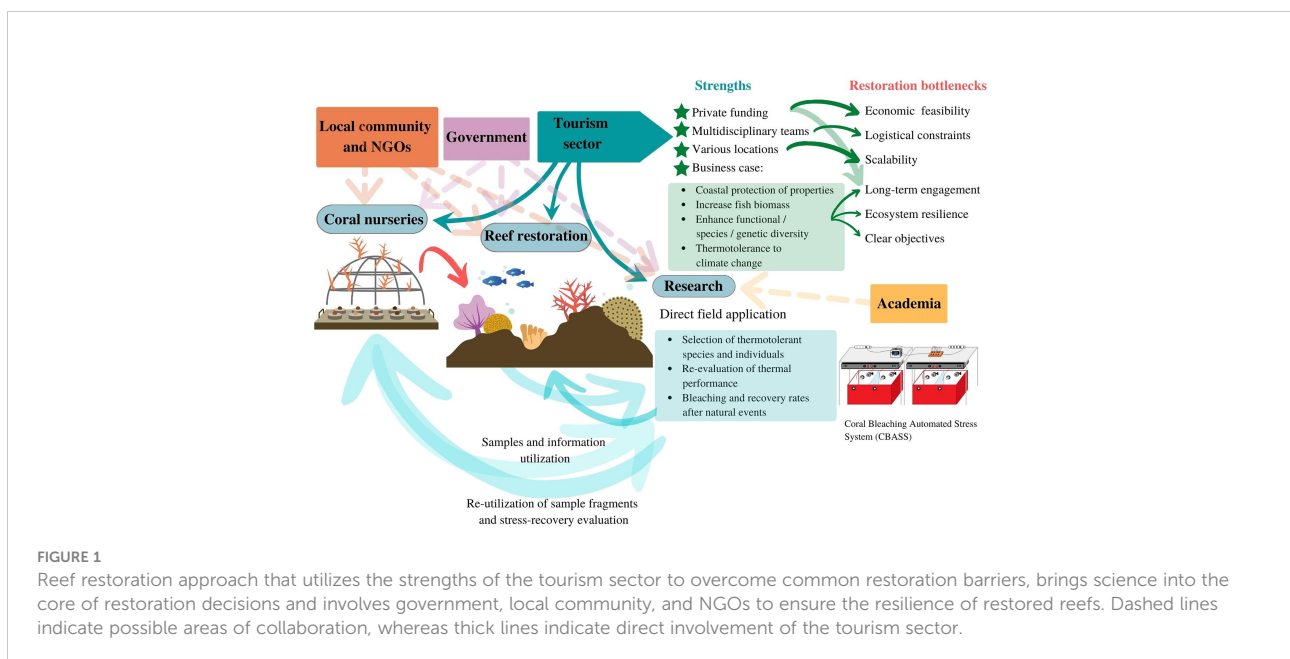 Strengths
Restoration bottlenecks
Local community
and NGOs
Government
Tourism
sector
Private funding
Multidisciplinary teams
Various locations
Business case:
Economic feasibility
Logistical constraints
Scalability
Long-term engagement
Ecosystem resilience
Clear objectives
• Coastal protection of properties
• Increase fish biomass
• Enhance functional /
species / genetic diversity
• Thermotolerance to
climate change
Coral nurseries
Reef restoration
Research
Academia
Direct field application
• Selection of thermotolerant
species and individuals
• Re-evaluation of thermal
performance
• Bleaching and recovery rates
after natural events
Coral Bleaching Automated Stress
System (CBASS)
Samples and information
utilization
Re-utilization of sample fragments
and stress-recovery evaluation
FIGURE 1
Reef restoration approach that utilizes the strengths of the tourism sector to overcome common restoration barriers, brings science into the
core of restoration decisions and involves government, local community, and NGOs to ensure the resilience of restored reefs. Dashed lines
indicate possible areas of collaboration, whereas thick lines indicate direct involvement of the tourism sector.